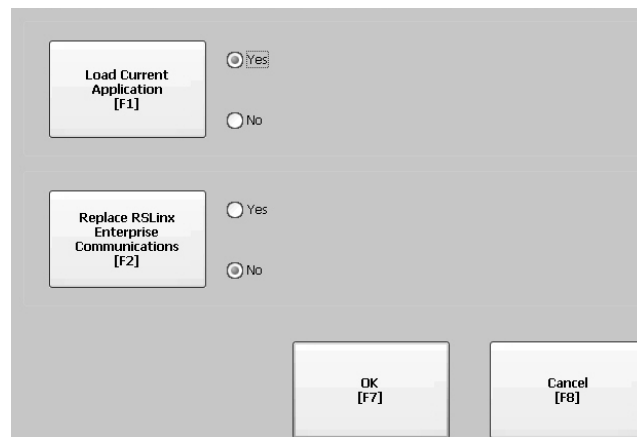 Load Current
Application
[F1]
Yes
No
Replace RSLinx
Enterprise
Communications
[F2]
Yes
No
OK
[F7]
Cancel
[F8]